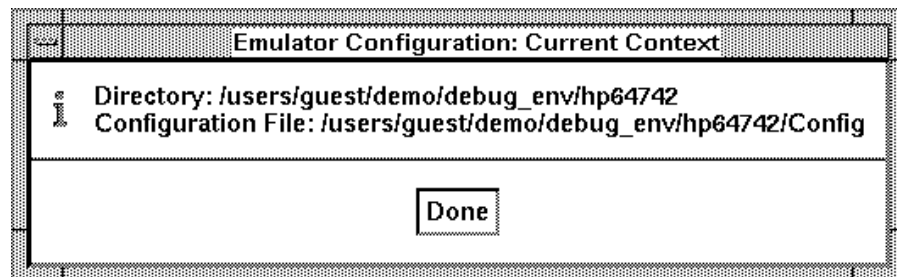 Emulator Configuration: Current Context
Directory: /users/guest/demo/debug_env/hp64742
Configuration File: /users/guest/demo/debug_env/hp64742/Config
Done